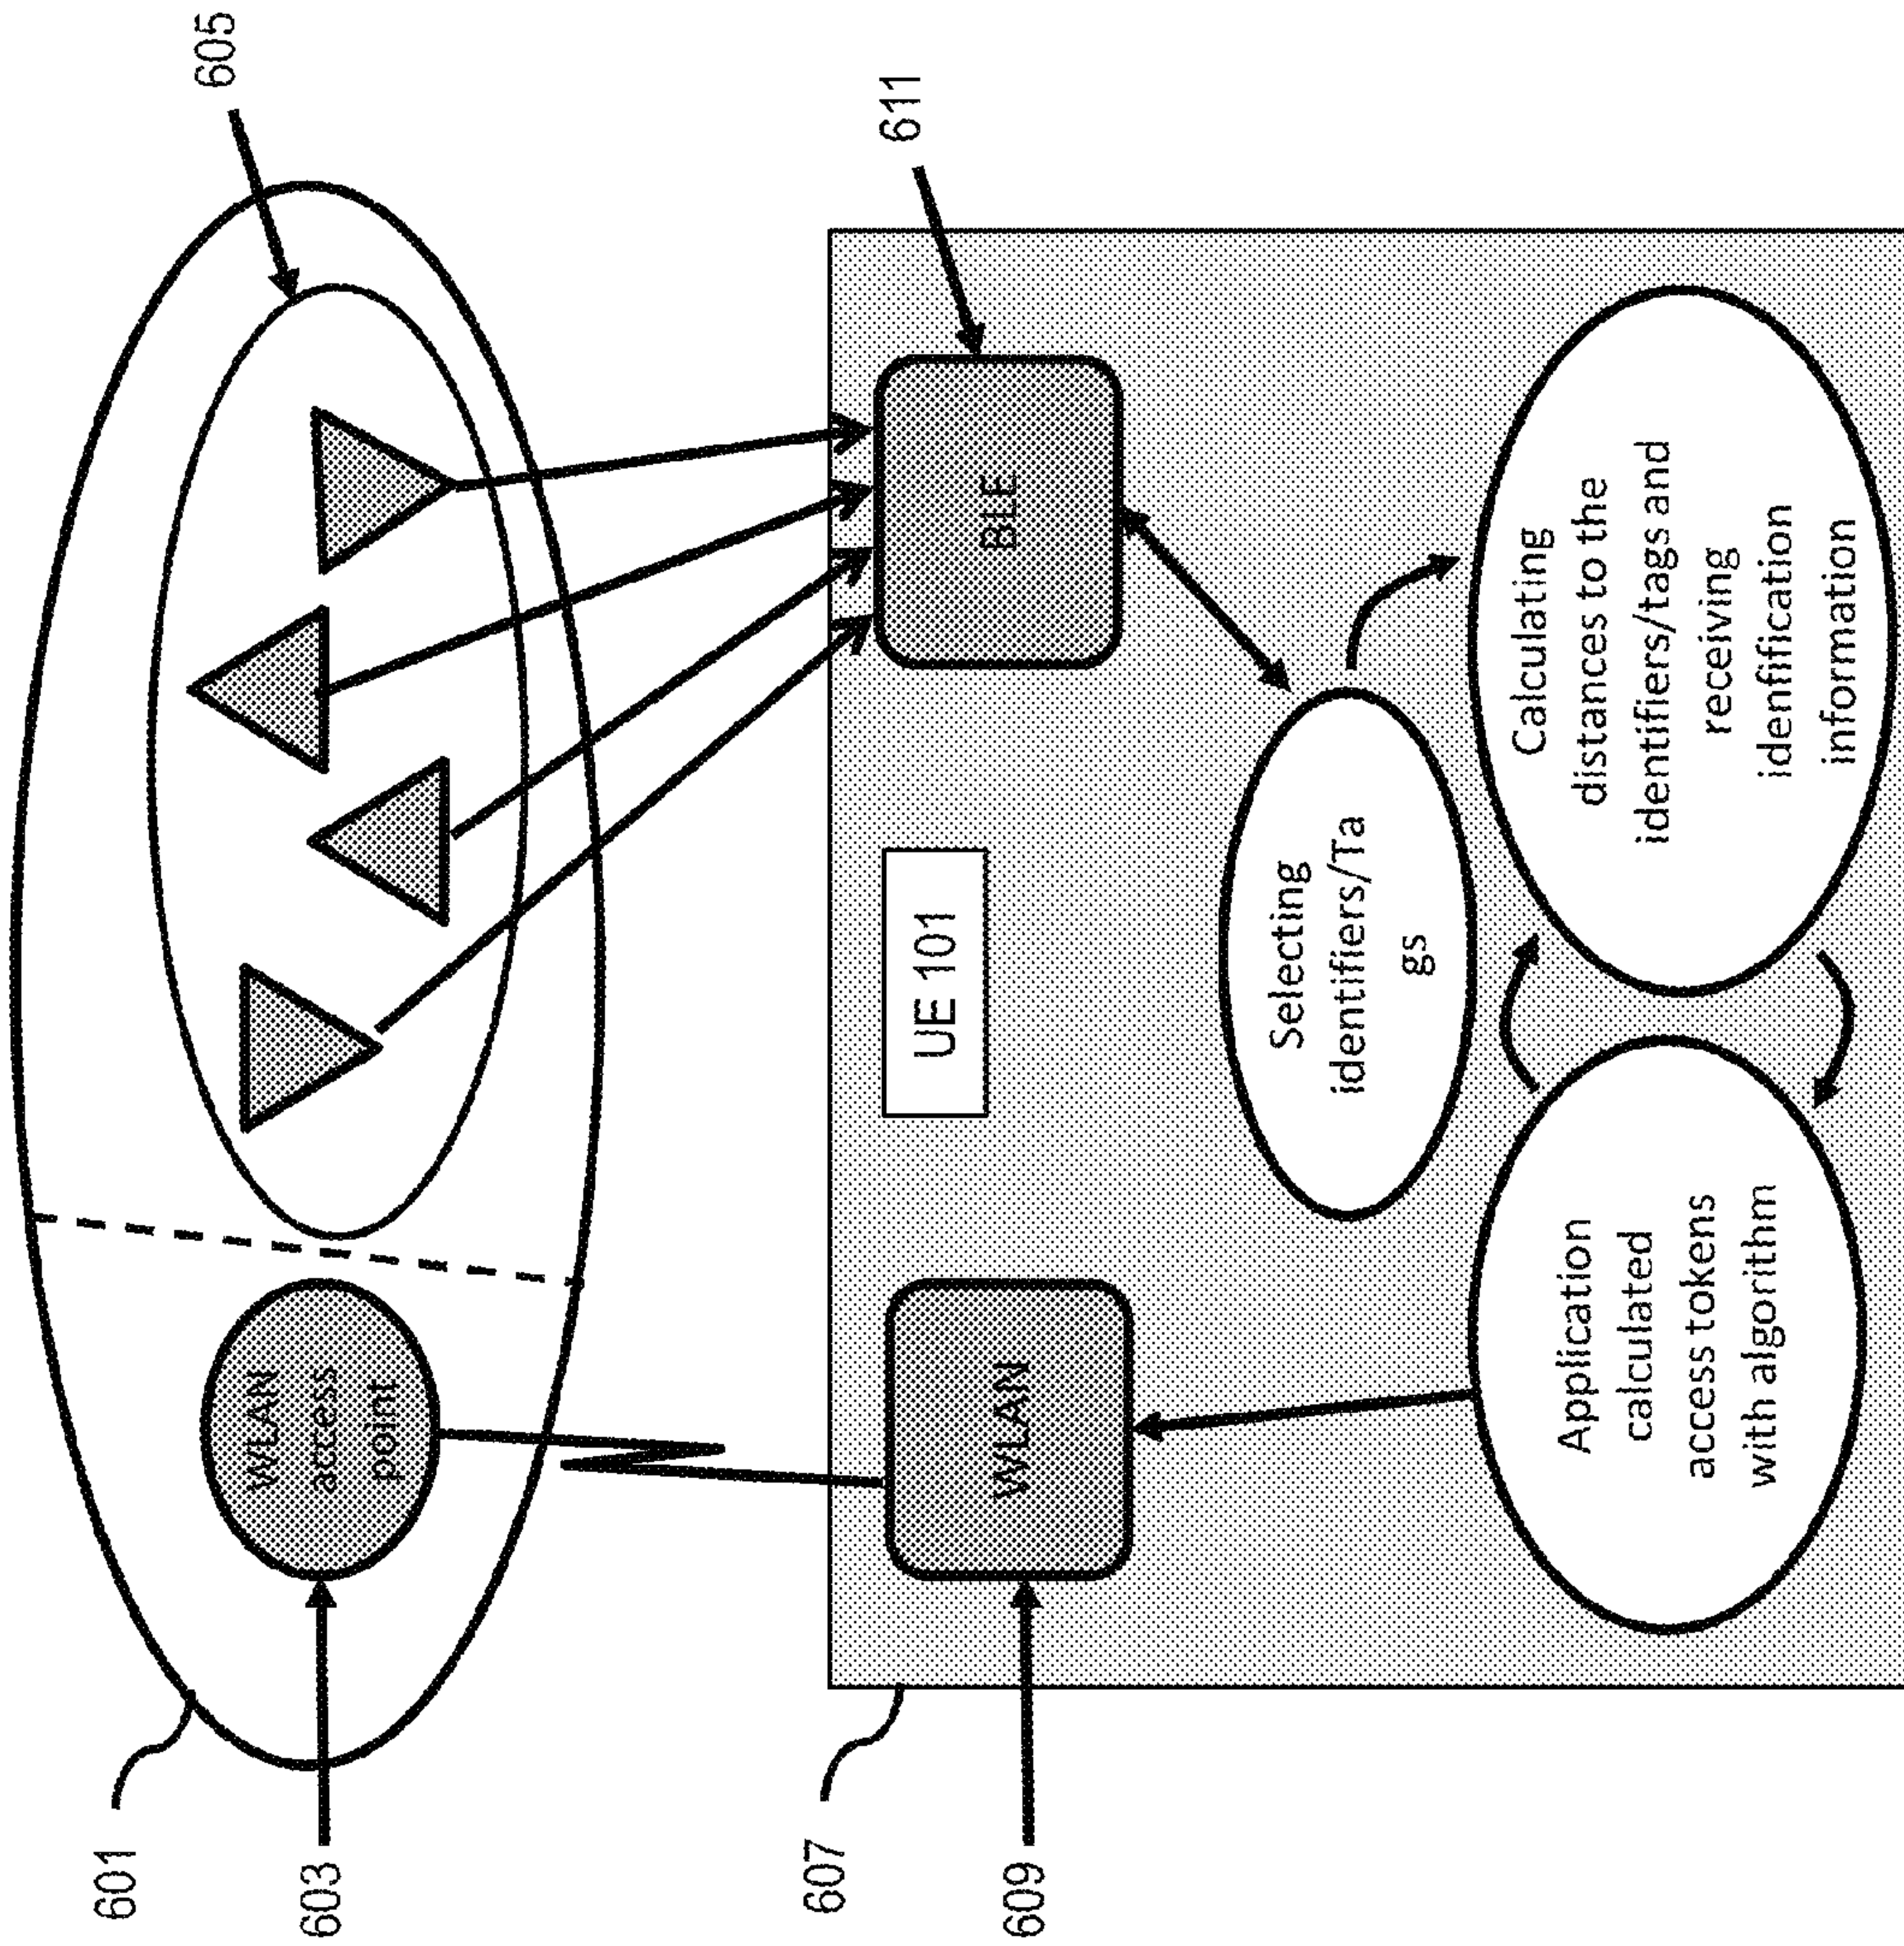 601
603
WLAN
access
point
605
607
609
WLAN
UE 101
BLE
611
Selecting
identifiers/Ta
gs
Application
calculated
access tokens
with algorithm
Calculating
distances to the
identifiers/tags and
receiving
idenfification
information